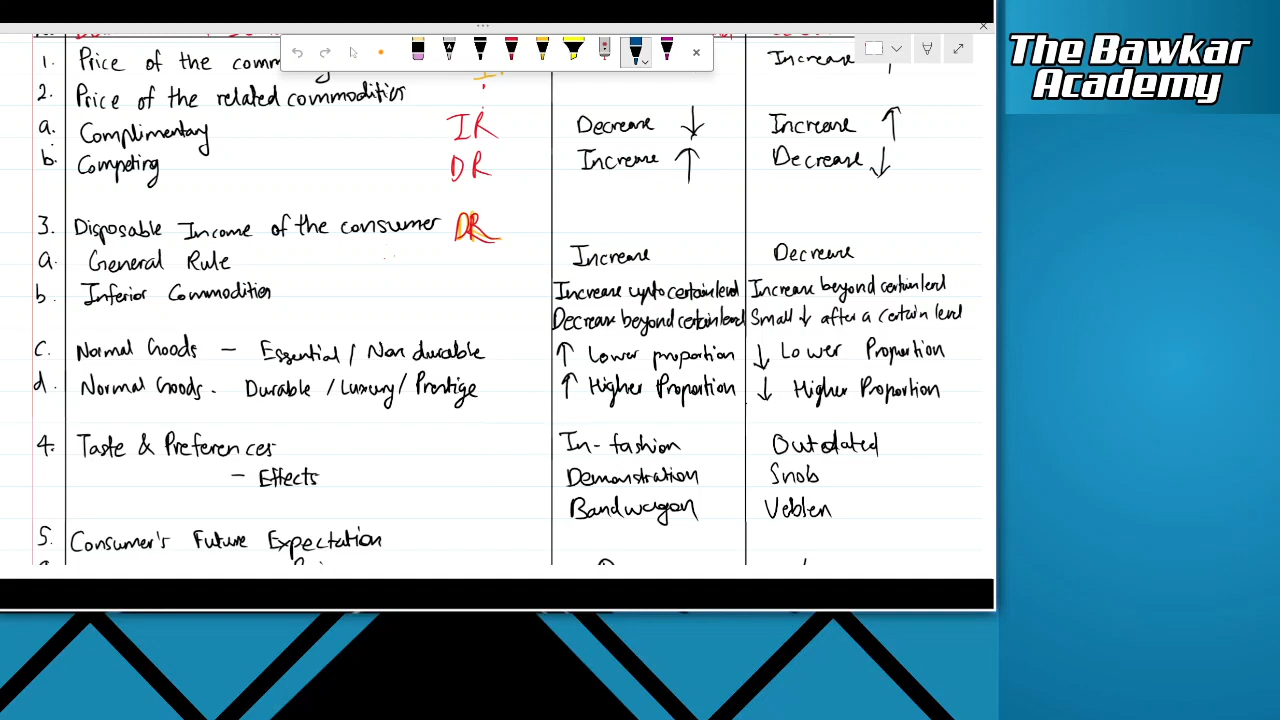 The Bawkar
Academy
1. Price of the comm Increase
2. Price of the related commodities
a. Complimentary IR Decrease ↓ Increase ↑
b. Competing DR Increase ↑ Decrease ↓
3. Disposable Income of the consumer DR
a. General Rule Increase Decrease
b. Inferior Commodities Increase upto certain level Increase beyond certain level
Decrease beyond certain level Small ↓ after a certain level
c. Normal Goods - Essential / Non durable ↑ Lower proportion ↓ Lower Proportion
d. Normal Goods - Durable / Luxury / Prestige ↑ Higher Proportion ↓ Higher Proportion
4. Taste & Preferences In-fashion Outdated
- Effects Demonstration Snob
Bandwagon Veblen
5. Consumer's Future Expectation